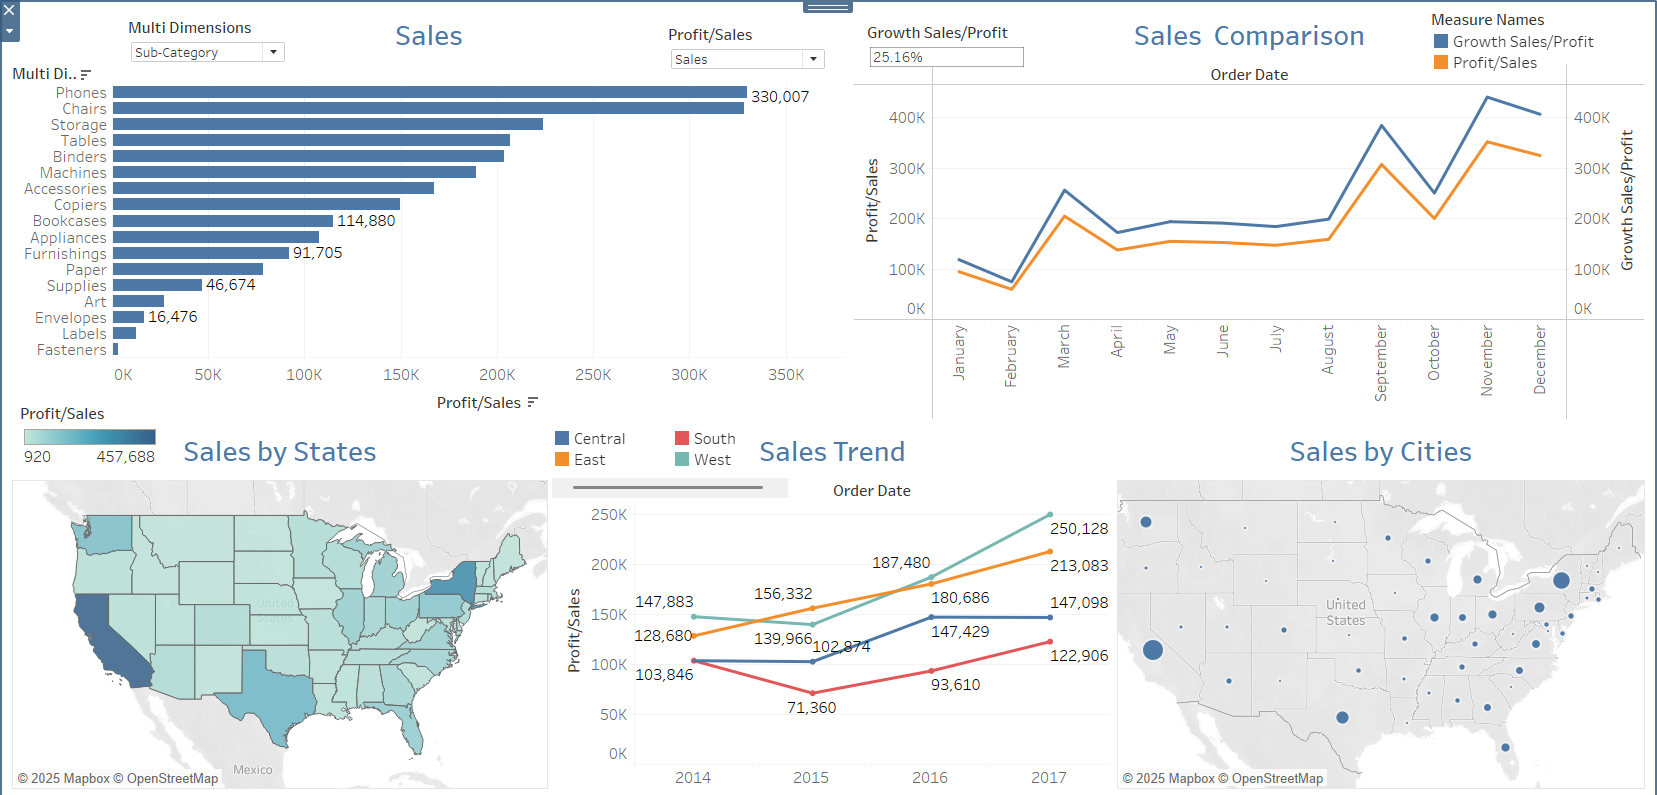 Multi Dimensions
Sub-Category
Sales
Profit/Sales
Sales
Multi Di..
Phones
330,007
Chairs
Storage
Tables
Binders
Machines
Accessories
Copiers
Bookcases
114,880
Appliances
Furnishings
91,705
Paper
Supplies
46,674
Art
Envelopes
16,476
Labels
Fasteners
0K 50K 100K 150K 200K 250K 300K 350K
Profit/Sales
Growth Sales/Profit
25.16%
Sales Comparison
Measure Names
Growth Sales/Profit
Profit/Sales
Order Date
400K
300K
200K
100K
0K
Profit/Sales
400K
300K
200K
100K
0K
Growth Sales/Profit
January
February
March
April
May
June
July
August
September
October
November
December
Profit/Sales
920 457,688
Sales by States
United
States
Mexico
© 2025 Mapbox © OpenStreetMap
Central
South
East
West
Sales Trend
Order Date
250K
200K
150K
100K
50K
0K
Profit/Sales
250,128
187,480
213,083
156,332
147,883
180,686
147,098
128,680
139,966
102,874
147,429
122,906
103,846
93,610
71,360
2014 2015 2016 2017
Sales by Cities
United
States
© 2025 Mapbox © OpenStreetMap